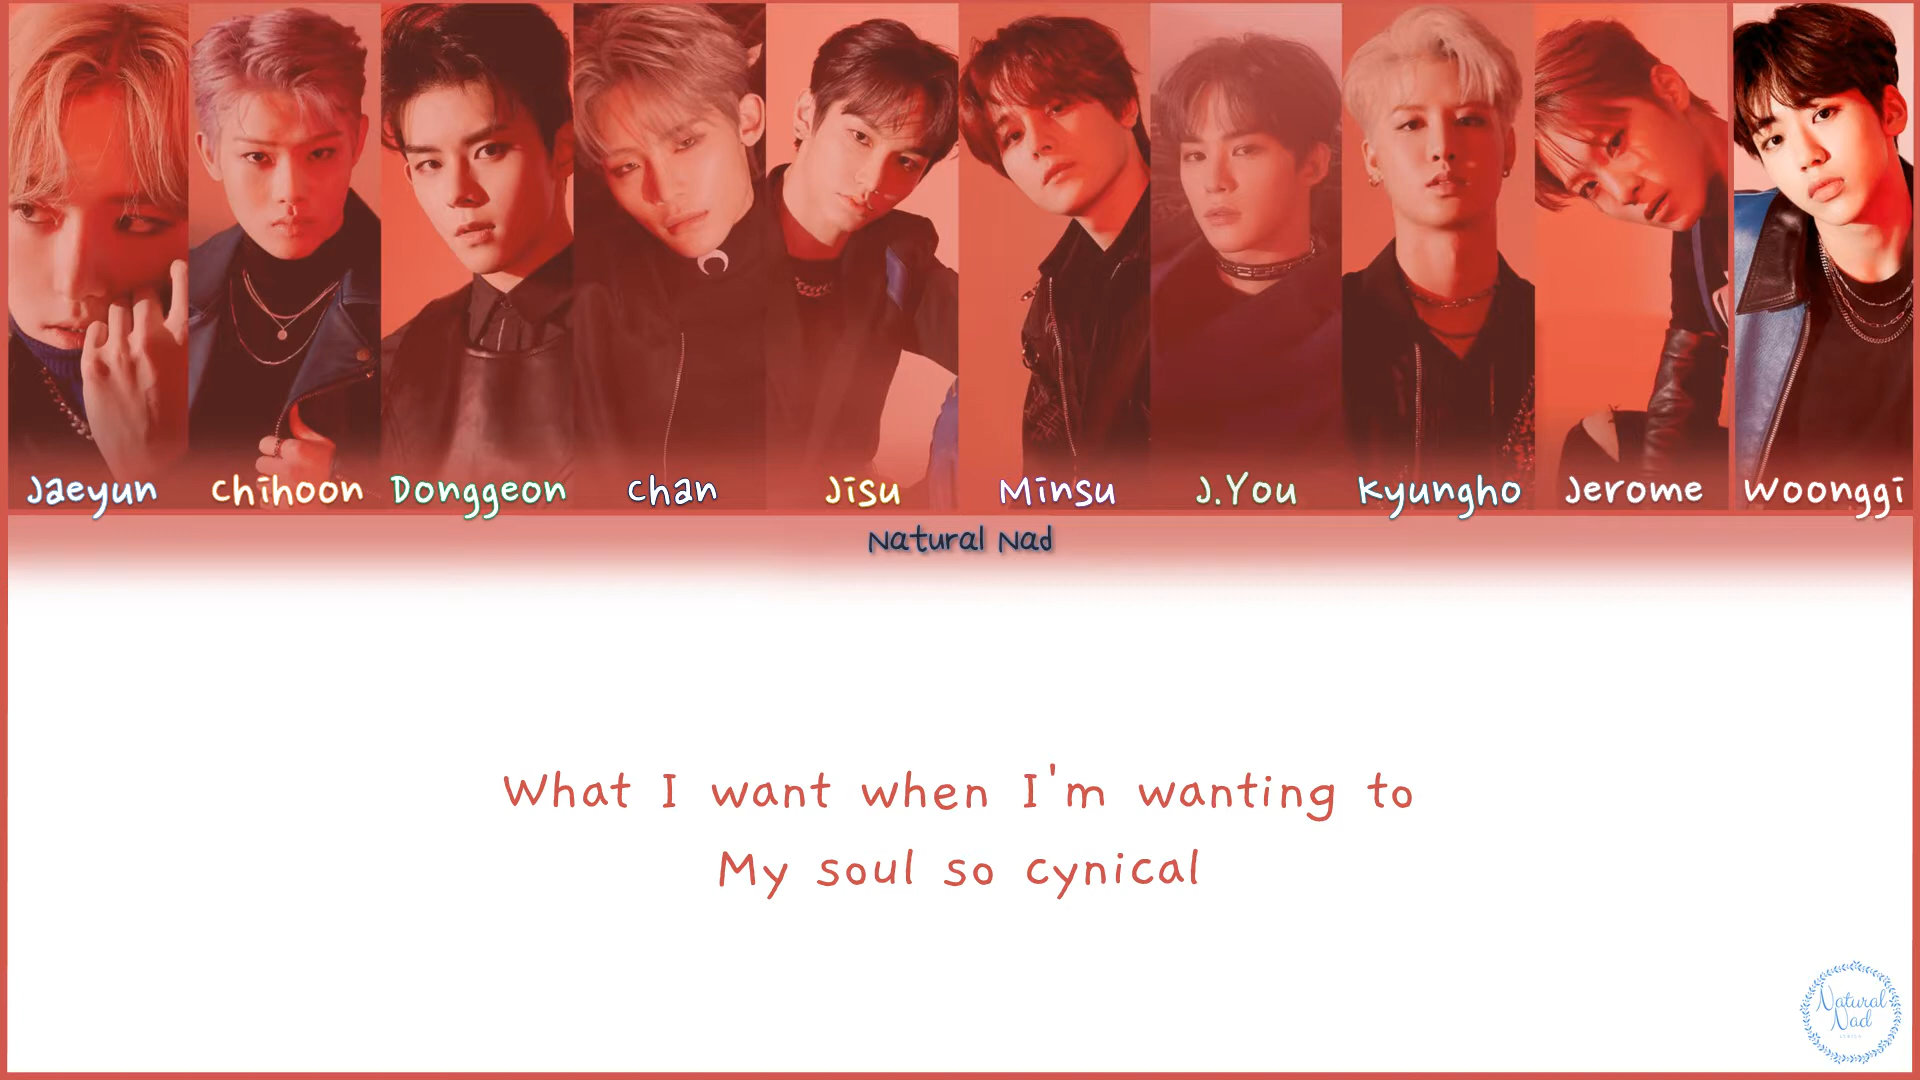 Jaeyun Chihoon Donggeon Chan Jisu Minsu J.You Kyungho Jerome Woonggi
Natural Nad
What I want when I'm wanting to
My soul so cynical
Natural
Nad